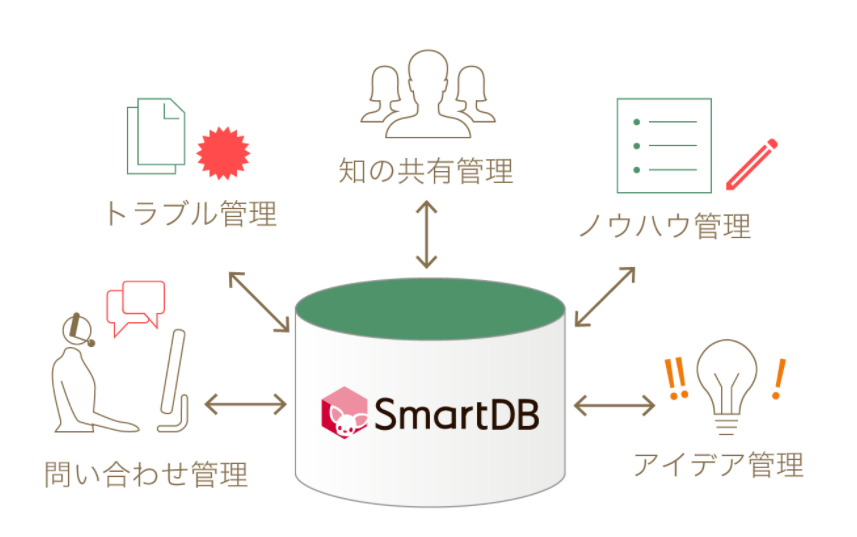 知の共有管理
トラブル管理
ノウハウ管理
SmartDB
問い合わせ管理
アイデア管理